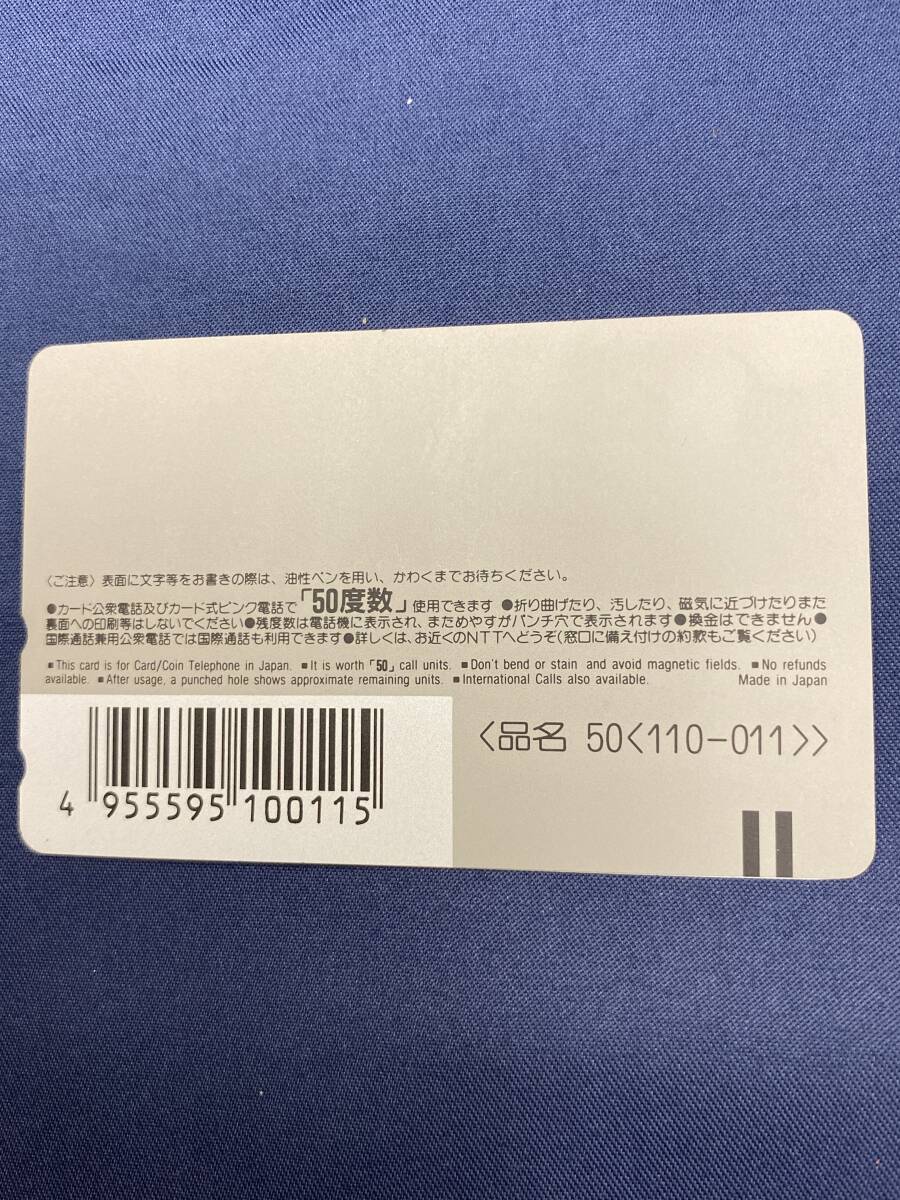 〈ご注意〉表面に文字等をお書きの際は、油性ペンを用い、かわくまでお待ちください。
●カード公衆電話及びカード式ピンク電話で「50度数」使用できます ●折り曲げたり、汚したり、磁気に近づけたりまた
裏面への印刷等はしないでください●残度数は電話機に表示され、まためやすがパンチ穴で表示されます●換金はできません●
国際通話兼用公衆電話では国際通話も利用できます●詳しくは、お近くのNTTへどうぞ(窓口に備え付けの約款もご覧ください)
■This card is for Card/Coin Telephone in Japan. ■It is worth「50」call units. ■Don't bend or stain and avoid magnetic fields. ■No refunds
available. ■After usage, a punched hole shows approximate remaining units. ■International Calls also available. Made in Japan
〈品名 50〈110-011〉〉
4 955595 100115